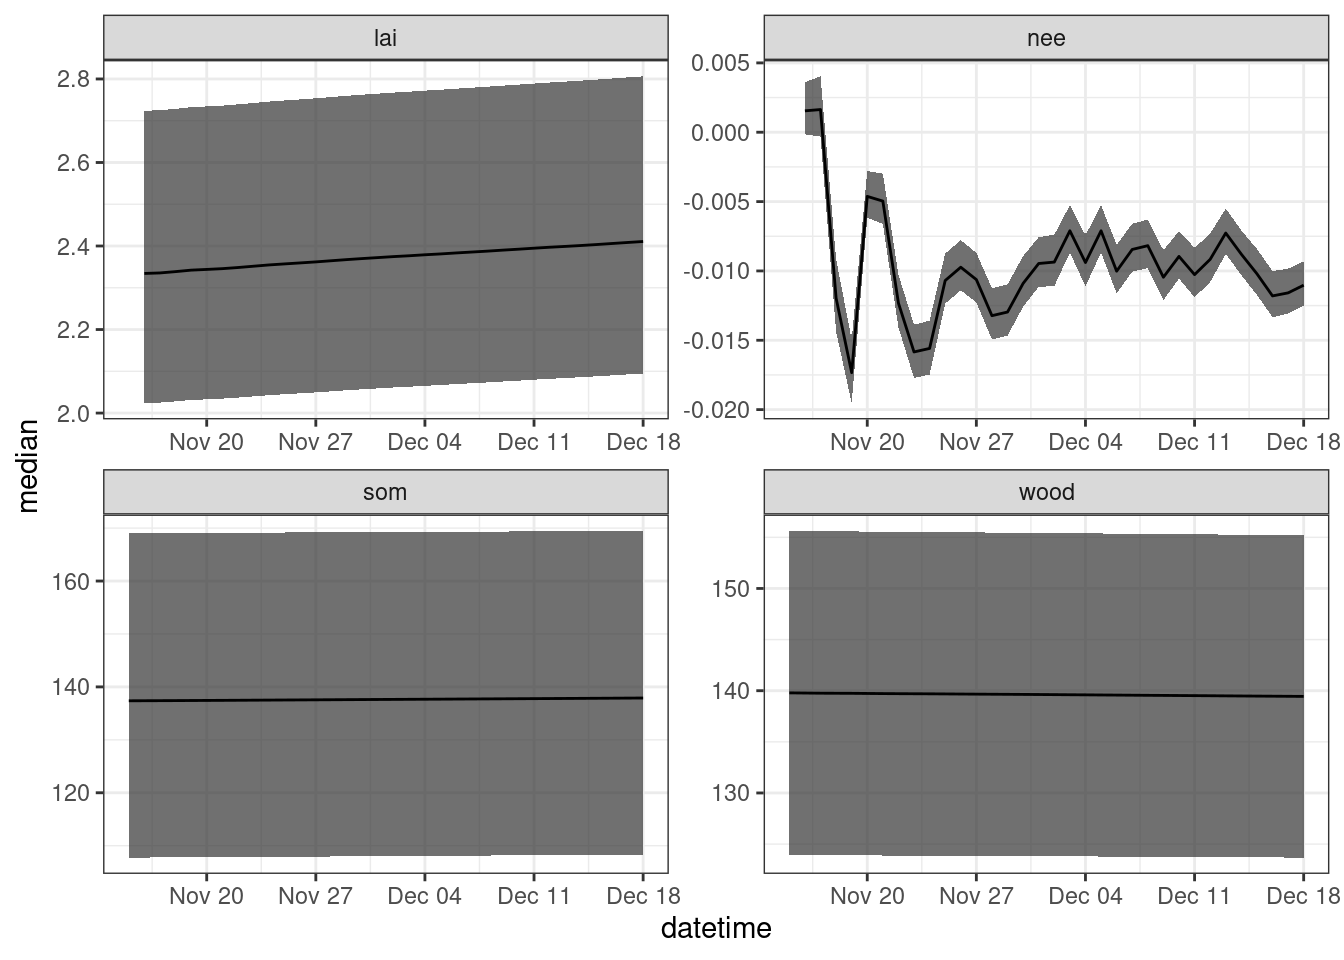 lai
nee
2.8
2.6
2.4
2.2
2.0
0.005
0.000
-0.005
-0.010
-0.015
-0.020
Nov 20 Nov 27 Dec 04 Dec 11 Dec 18
Nov 20 Nov 27 Dec 04 Dec 11 Dec 18
median
som
wood
160
140
120
150
140
130
Nov 20 Nov 27 Dec 04 Dec 11 Dec 18
Nov 20 Nov 27 Dec 04 Dec 11 Dec 18
datetime